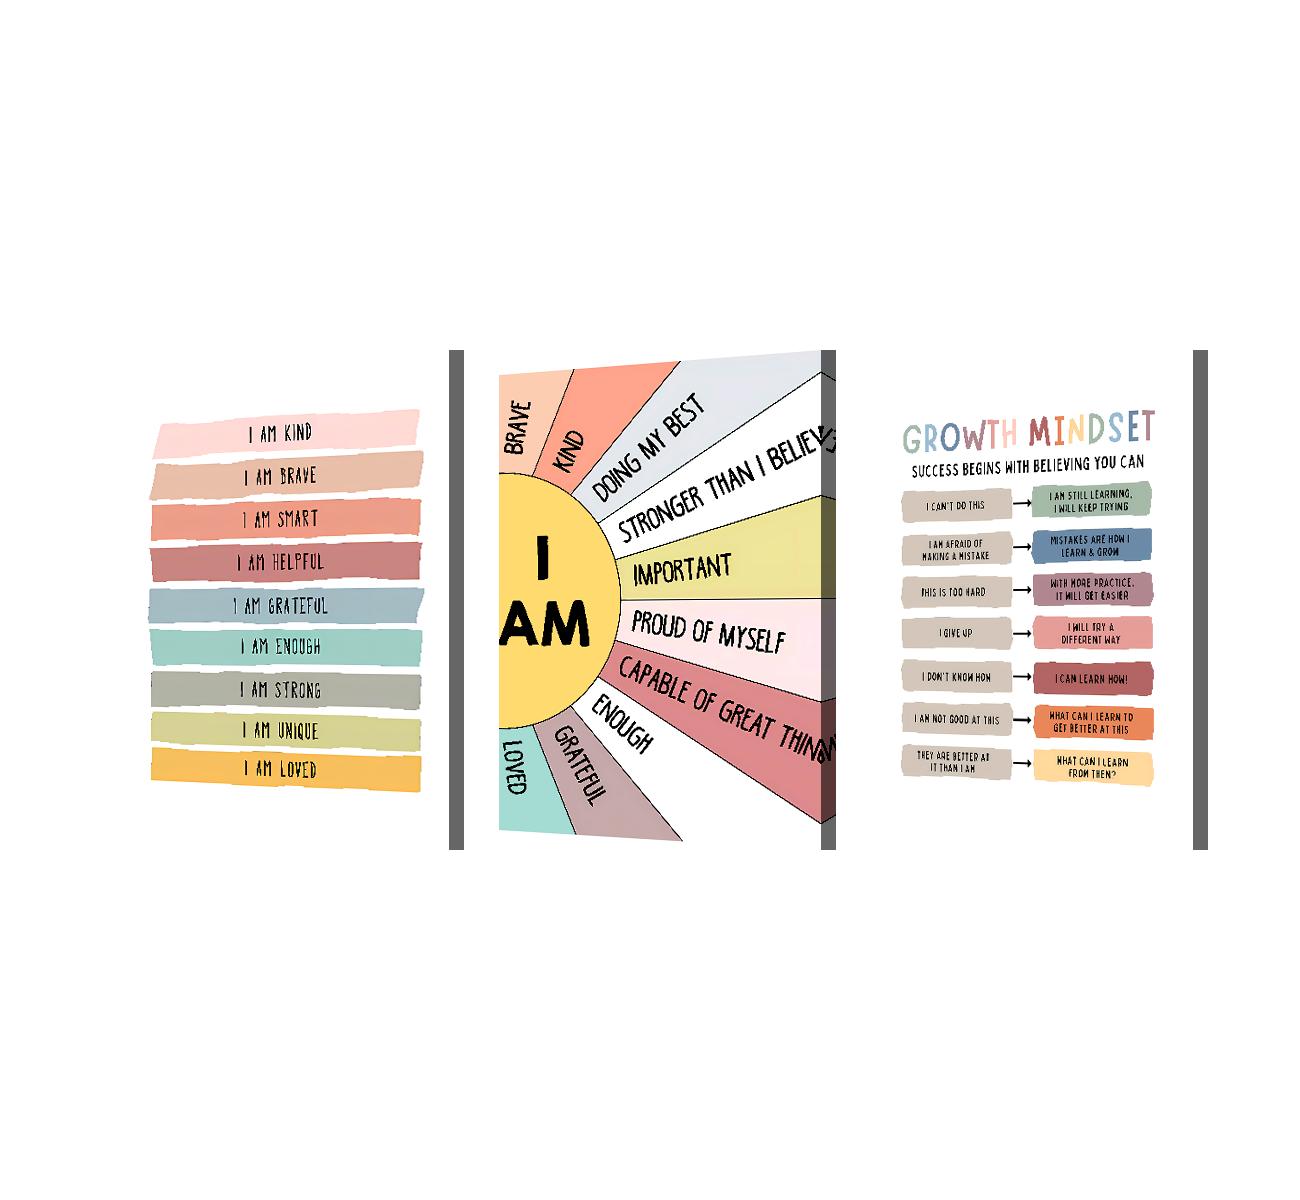 I AM KIND
I AM BRAVE
I AM SMART
I AM HELPFUL
I AM GRATEFUL
I AM ENOUGH
I AM STRONG
I AM UNIQUE
I AM LOVED
I
AM
BRAVE
KIND
DOING MY BEST
STRONGER THAN I
IMPORTANT
PROUD OF MYSELF
CAPABLE OF GREAT
ENOUGH
GRATEFUL
LOVED
GROWTH MINDSET
SUCCESS BEGINS WITH BELIEVING YOU CAN
I CAN'T DO THIS
I AM STILL LEARNING,
I WILL KEEP TRYING
I AM AFRAID OF
MAKING A MISTAKE
MISTAKES ARE HOW I
LEARN & GROW
THIS IS TOO HARD
WITH MORE PRACTICE,
IT WILL GET EASIER
I GIVE UP
I WILL TRY A
DIFFERENT WAY
I DON'T KNOW HOW
I CAN LEARN HOW!
I AM NOT GOOD AT THIS
WHAT CAN I LEARN TO
GET BETTER AT THIS
THEY ARE BETTER AT
IT THAN I AM
WHAT CAN I LEARN
FROM THEM?